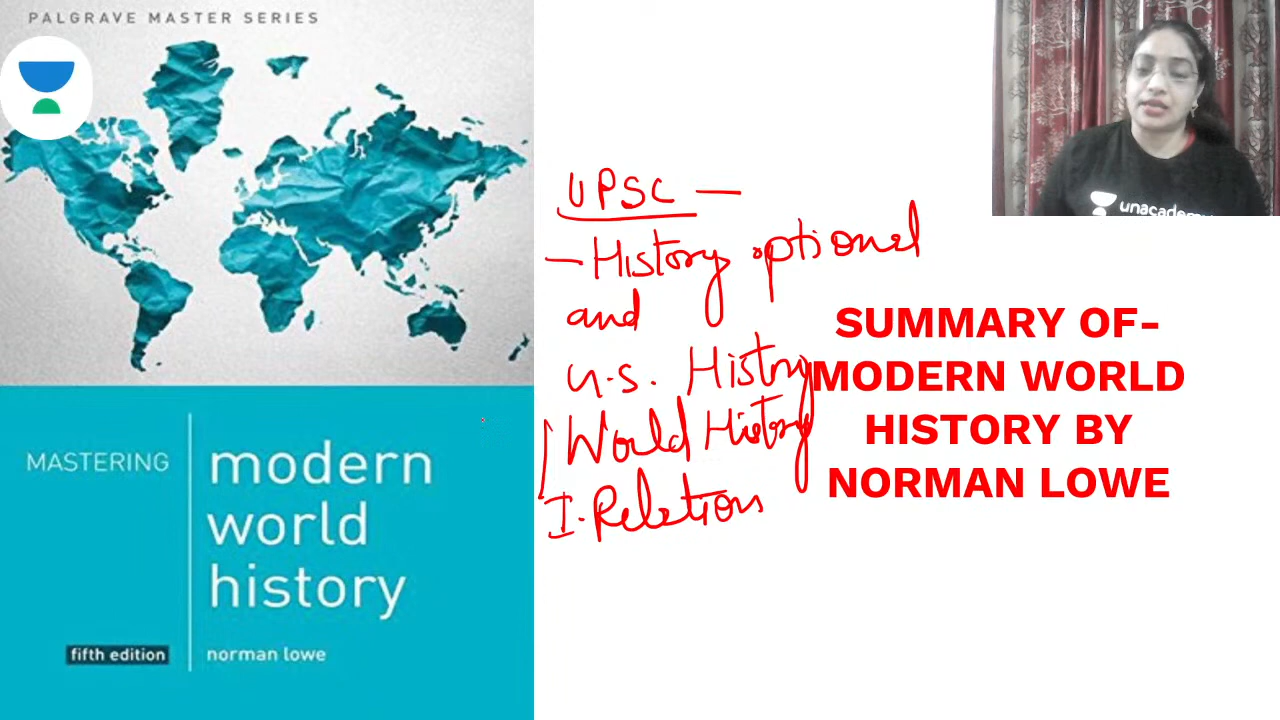 PALGRAVE MASTER SERIES
MASTERING
modern
world
history
fifth edition
norman lowe
UPSC —
- History optional
and
U.S. History
World History
I. Relation
SUMMARY OF-
MODERN WORLD
HISTORY BY
NORMAN LOWE
unacademy